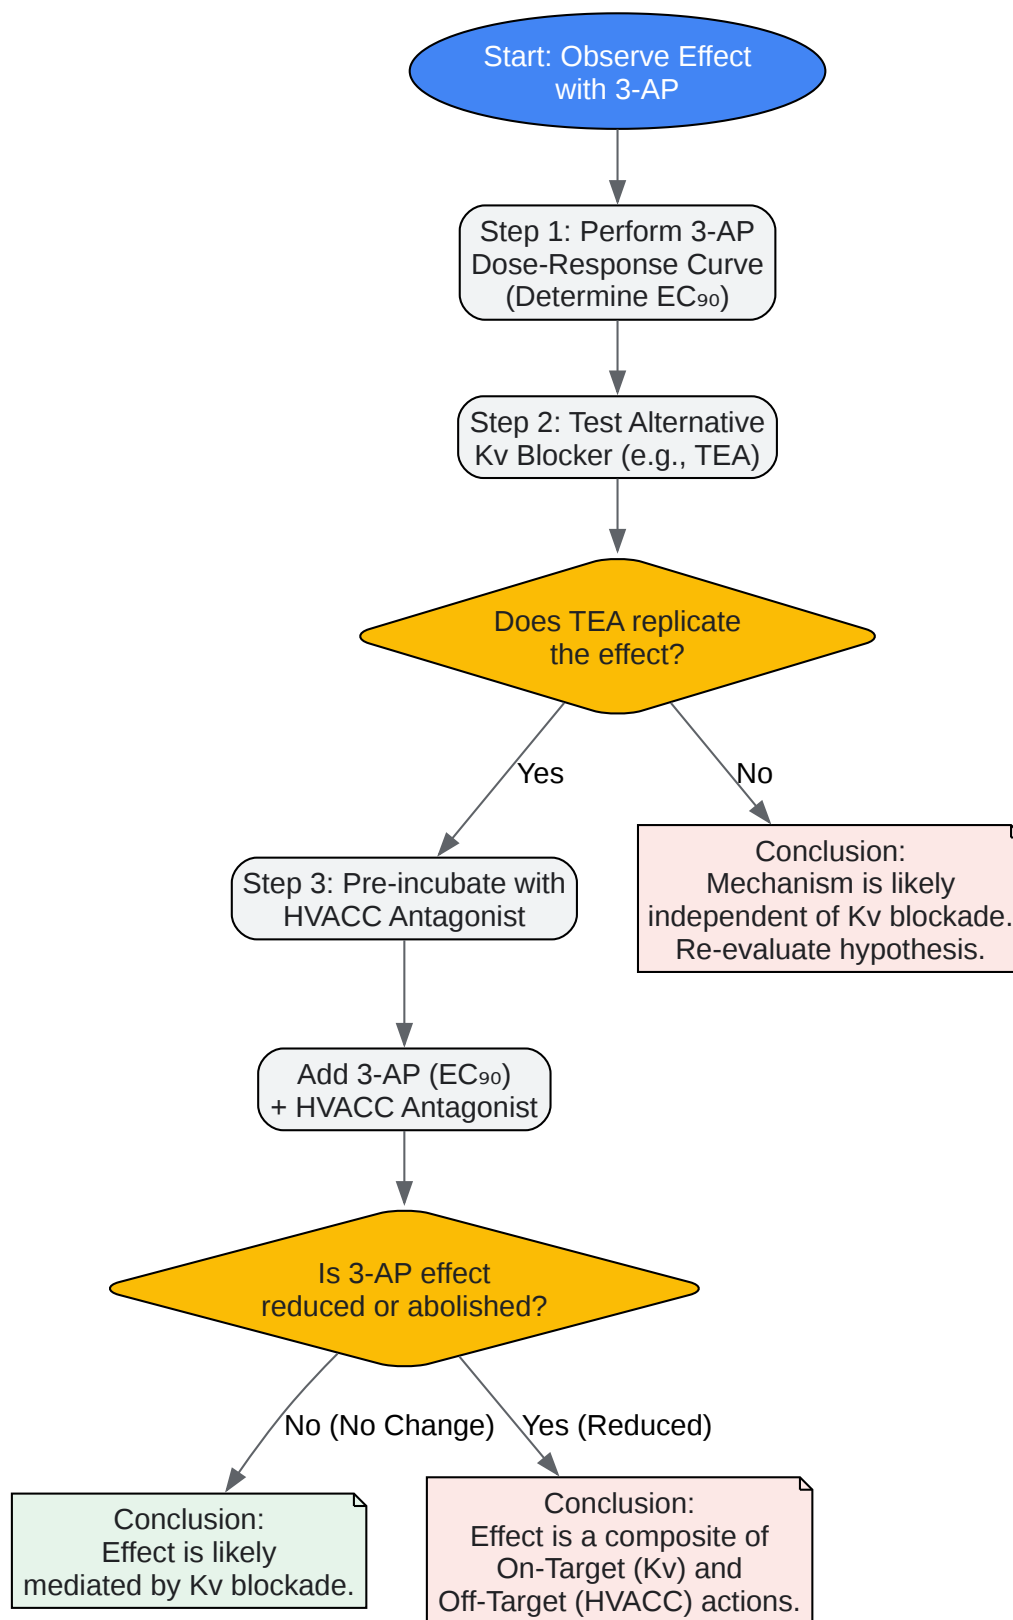 Start: Observe Effect
with 3-AP
Step 1: Perform 3-AP
Dose-Response Curve
(Determine EC₉₀)
Step 2: Test Alternative
Kv Blocker (e.g., TEA)
Does TEA replicate
the effect?
Yes
No
Step 3: Pre-incubate with
HVACC Antagonist
Conclusion:
Mechanism is likely
independent of Kv blockade.
Re-evaluate hypothesis.
Add 3-AP (EC₉₀)
+ HVACC Antagonist
Is 3-AP effect
reduced or abolished?
No (No Change)
Yes (Reduced)
Conclusion:
Effect is likely
mediated by Kv blockade.
Conclusion:
Effect is a composite of
On-Target (Kv) and
Off-Target (HVACC) actions.